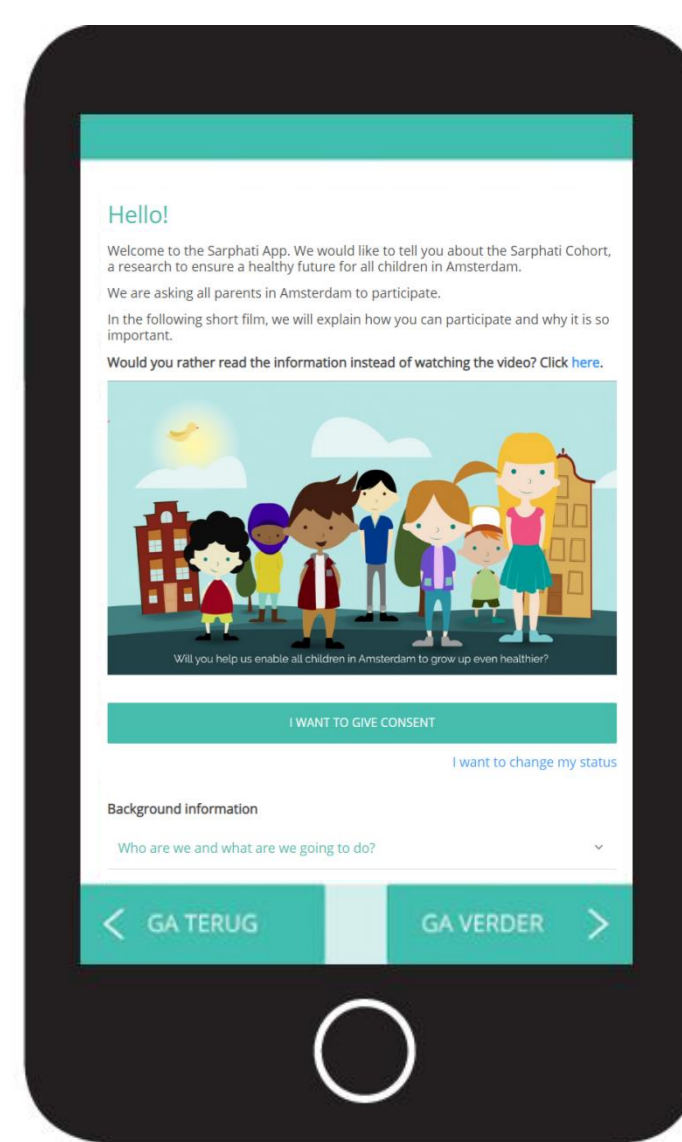 Hello!
Welcome to the Sarphati App. We would like to tell you about the Sarphati Cohort,
a research to ensure a healthy future for all children in Amsterdam.
We are asking all parents in Amsterdam to participate.
In the following short film, we will explain how you can participate and why it is so
important.
Would you rather read the information instead of watching the video? Click here.
Will you help us enable all children in Amsterdam to grow up even healthier?
I WANT TO GIVE CONSENT
I want to change my status
Background information
Who are we and what are we going to do?
GA TERUG
GA VERDER